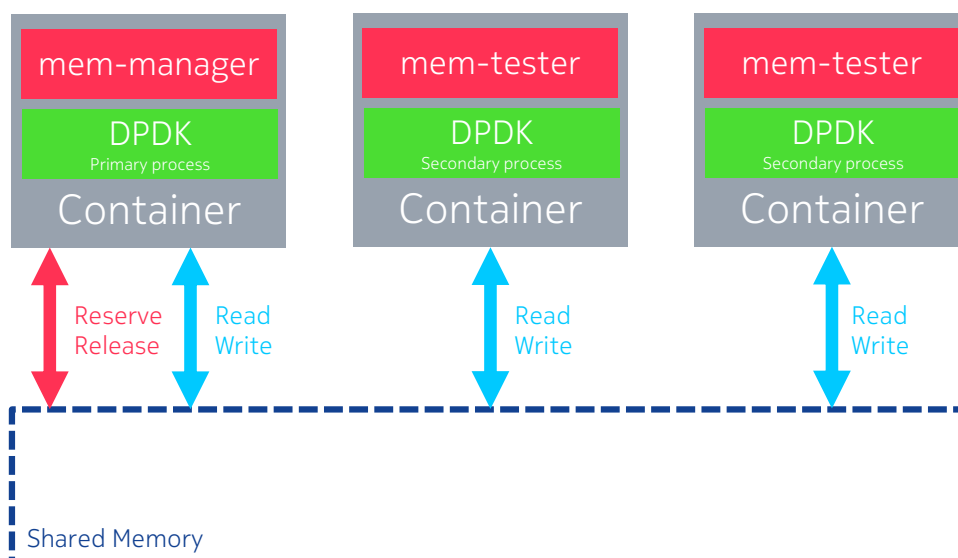 mem-manager
DPDK
Primary process
Container
mem-tester
DPDK
Secondary process
Container
mem-tester
DPDK
Secondary process
Container
Reserve
Release
Read
Write
Read
Write
Read
Write
Shared Memory